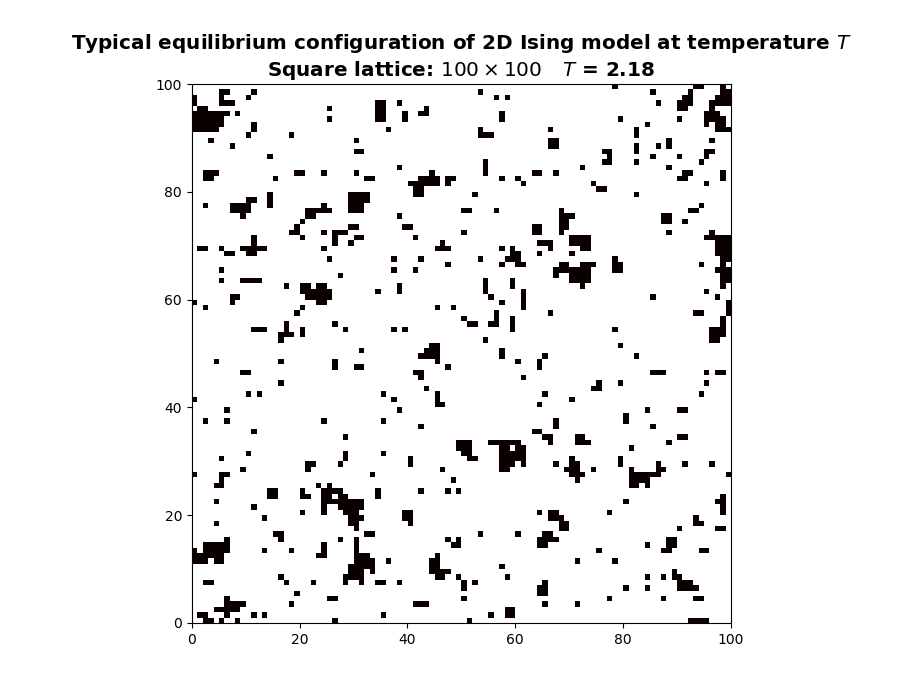 Typical equilibrium configuration of 2D Ising model at temperature T
Square lattice: 100 × 100 T = 2.18
100
80
60
40
20
0
0 20 40 60 80 100